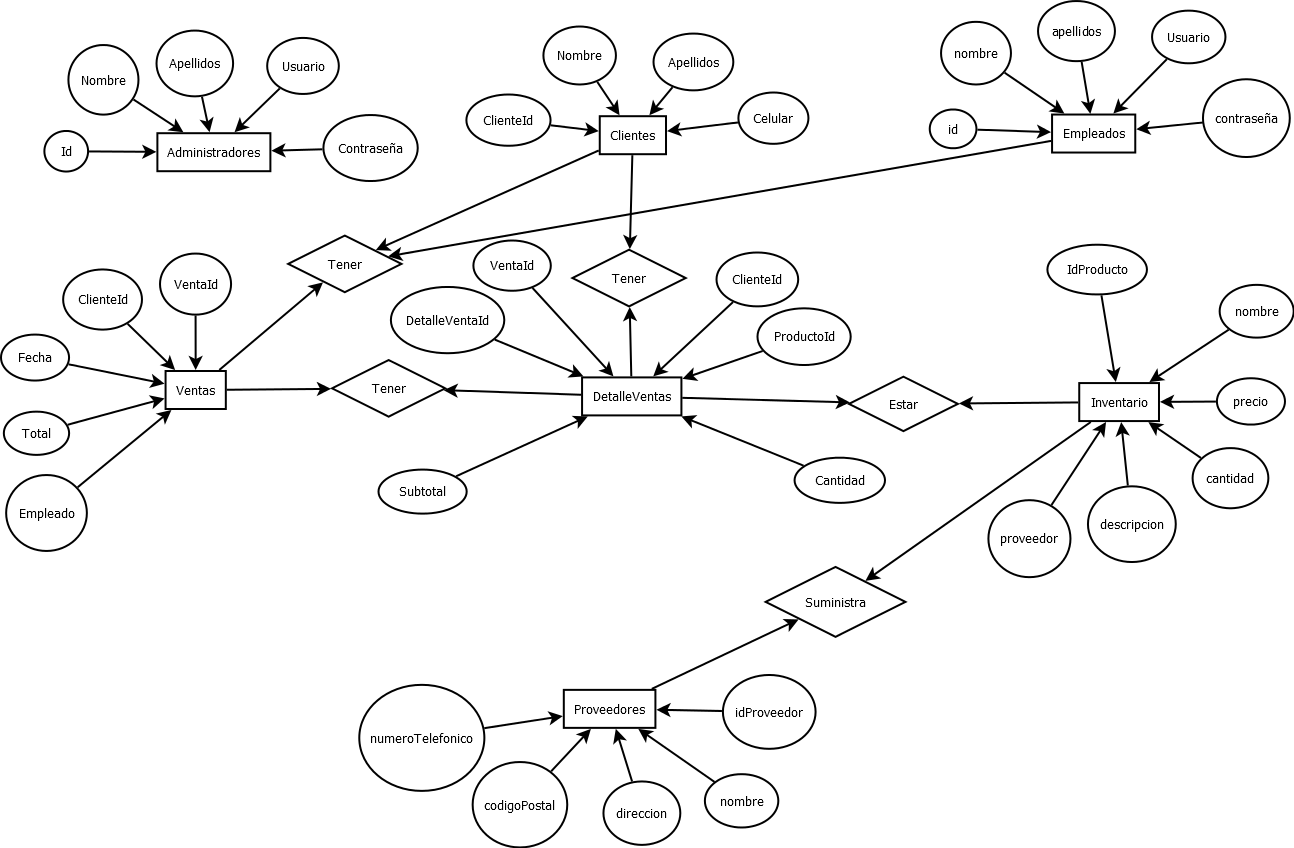 Nombre
Apellidos
Usuario
Id
Administradores
Contraseña
Nombre
Apellidos
ClienteId
Clientes
Celular
nombre
apellidos
Usuario
id
Empleados
contraseña
Tener
Tener
VentaId
ClienteId
Fecha
Ventas
Total
Empleado
Tener
VentaId
ClienteId
DetalleVentaId
ProductoId
DetalleVentas
Subtotal
Cantidad
Estar
IdProducto
nombre
Inventario
precio
cantidad
descripcion
proveedor
Suministra
Proveedores
idProveedor
numeroTelefonico
codigoPostal
direccion
nombre